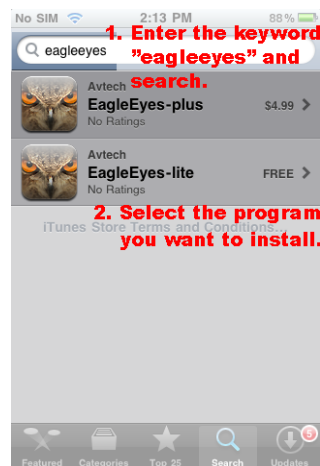 No SIM 2:13 PM 88%
1. Enter the keyword
eagleeyes
"eagleeyes" and
search.
Avtech
EagleEyes-plus
$4.99
No Ratings
Avtech
EagleEyes-lite
FREE
No Ratings
2. Select the program
you want to install.
iTunes Store Terms and Conditions...
5
Featured Categories Top 25 Search Updates